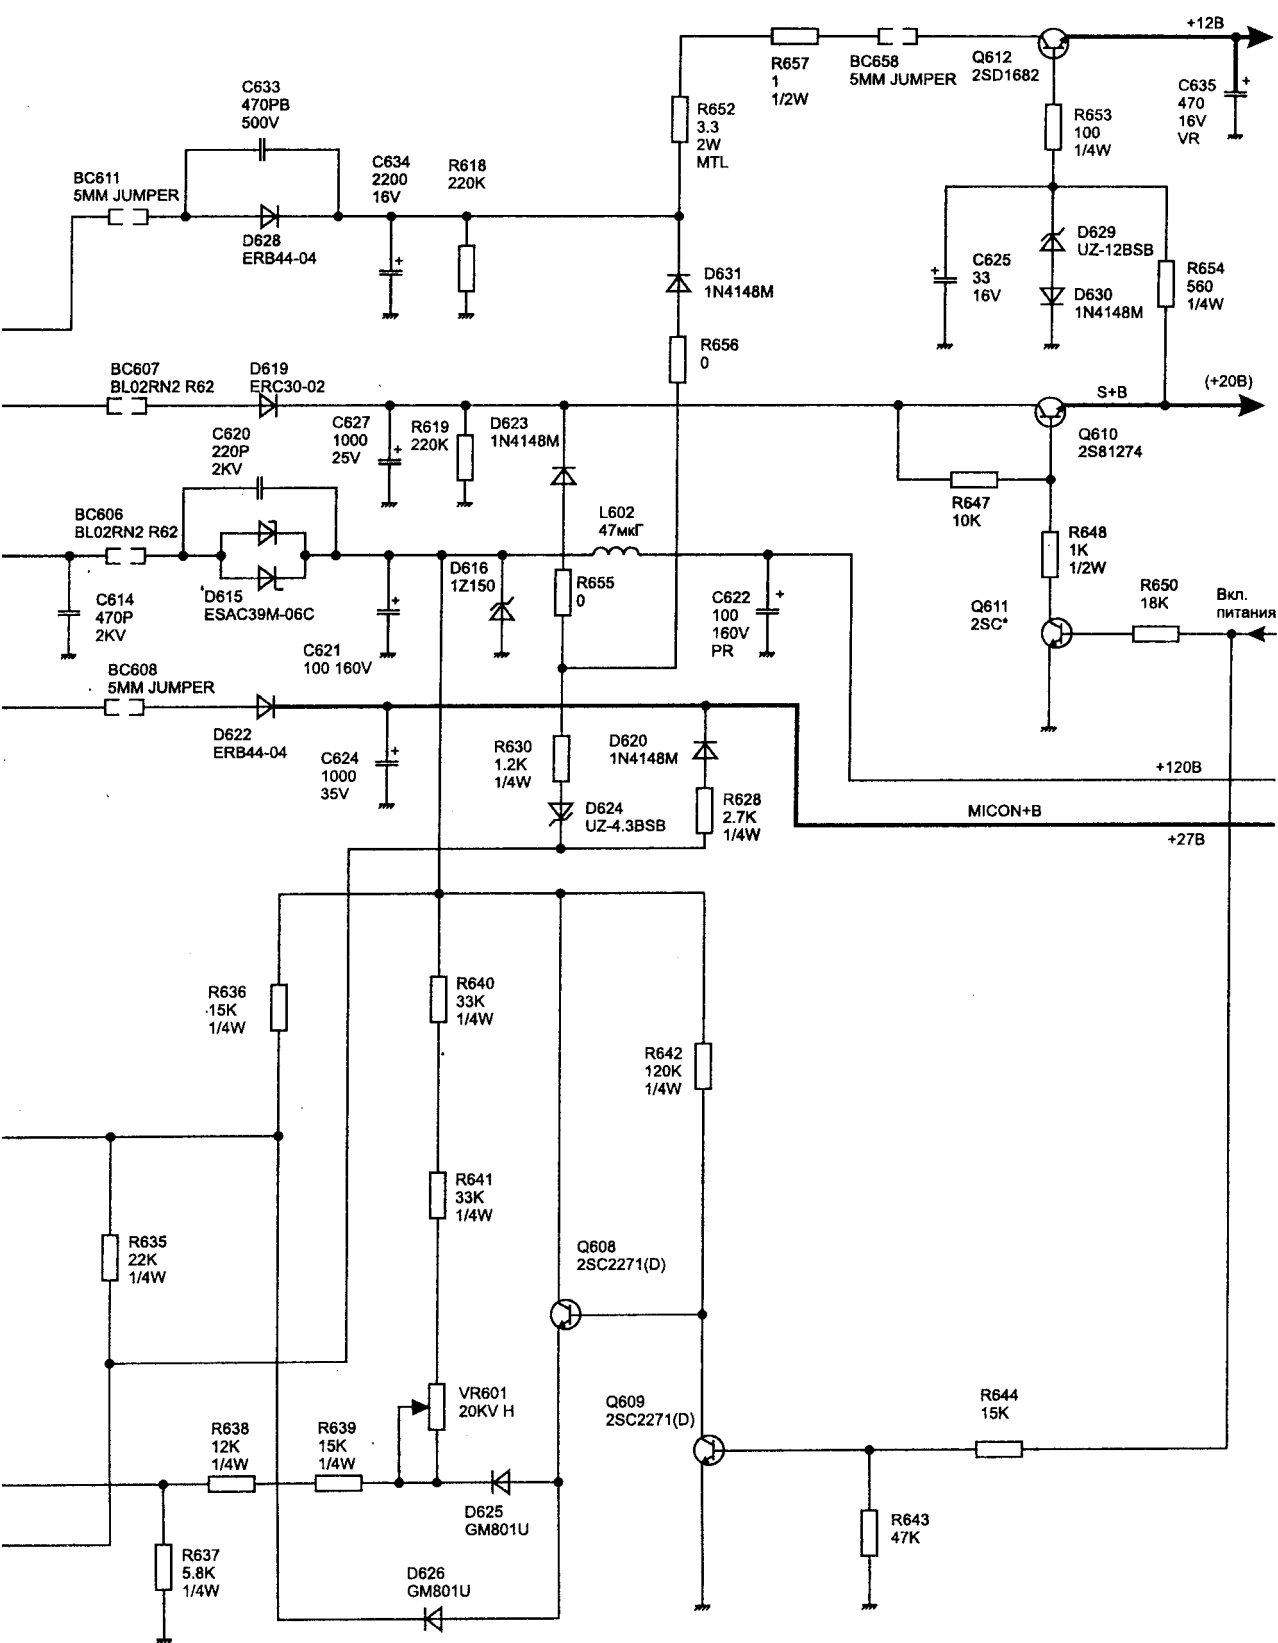 +12В
R657
1
1/2W
BC658
5MM JUMPER
Q612
2SD1682
C635
470
16V
VR
+
C633
470PB
500V
R652
3.3
2W
MTL
R653
100
1/4W
C634
2200
16V
R618
220K
BC611
5MM JUMPER
D628
ERB44-04
+
D631
1N4148M
D629
UZ-12BSB
C625
33
16V
+
D630
1N4148M
R654
560
1/4W
R656
0
BC607
BL02RN2 R62
D619
ERC30-02
S+B
(+20В)
C627
1000
25V
+
R619
220K
D623
1N4148M
Q610
2S81274
C620
220P
2KV
R647
10K
L602
47мкГ
BC606
BL02RN2 R62
R648
1K
1/2W
D616
1Z150
R655
0
R650
18K
Вкл.
питания
C614
470P
2KV
D615
ESAC39M-06C
+
C622
100
160V
PR
+
Q611
2SC*
C621
100 160V
BC608
5MM JUMPER
D622
ERB44-04
C624
1000
35V
+
R630
1.2K
1/4W
D620
1N4148M
+120В
D624
UZ-4.3BSB
R628
2.7K
1/4W
MICON+B
+27В
R636
15K
1/4W
R640
33K
1/4W
R642
120K
1/4W
R641
33K
1/4W
R635
22K
1/4W
Q608
2SC2271(D)
VR601
20KV H
Q609
2SC2271(D)
R644
15K
R638
12K
1/4W
R639
15K
1/4W
D625
GM801U
R643
47K
R637
5.8K
1/4W
D626
GM801U